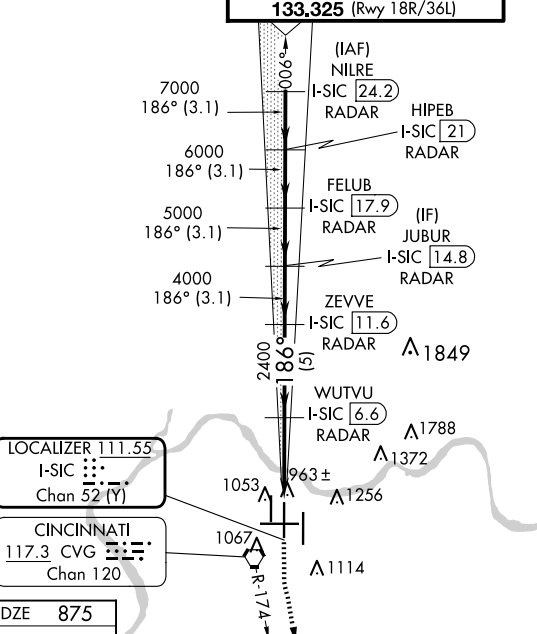 133.325 (Rwy 18R/36L)
006°
(IAF)
NILRE
I-SIC 24.2
RADAR
7000
186° (3.1)
HIPEB
I-SIC 21
RADAR
6000
186° (3.1)
FELUB
I-SIC 17.9
RADAR
5000
186° (3.1)
(IF)
JUBUR
I-SIC 14.8
RADAR
4000
186° (3.1)
ZEVVE
I-SIC 11.6
RADAR
2400
186°
(5)
1849
WUTVU
I-SIC 6.6
RADAR
1788
1372
LOCALIZER 111.55
I-SIC
Chan 52 (Y)
1053
963 ±
1256
CINCINNATI
117.3 CVG
Chan 120
1067
1114
R-174
DZE 875